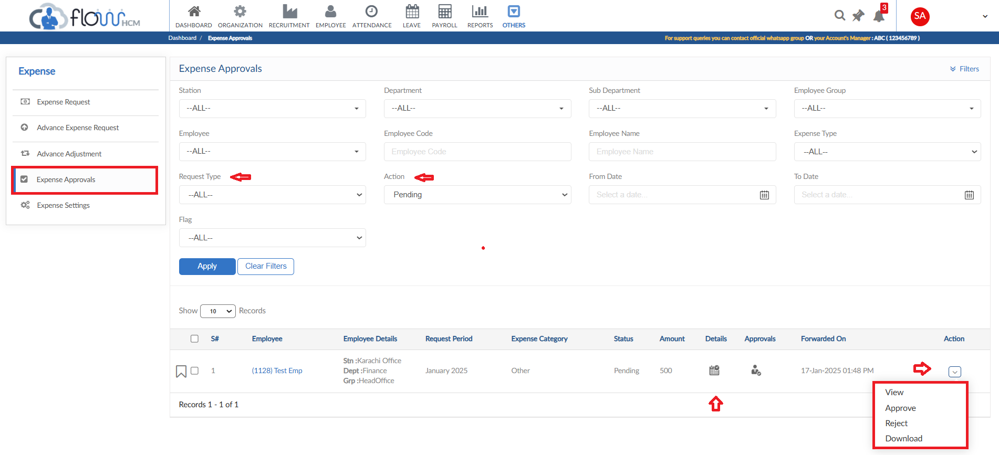 flowHCM
DASHBOARD
ORGANIZATION
RECRUITMENT
EMPLOYEE
ATTENDANCE
LEAVE
PAYROLL
REPORTS
OTHERS
3
SA
Dashboard / Expense Approvals
For support queries you can contact official whatsapp group OR your Account's Manager : ABC ( 123456789 )
Expense
Expense Request
Advance Expense Request
Advance Adjustment
Expense Approvals
Expense Settings
Expense Approvals
Filters
Station
Department
Sub Department
Employee Group
--ALL--
--ALL--
--ALL--
--ALL--
Employee
Employee Code
Employee Name
Expense Type
--ALL--
Employee Code
Employee Name
--ALL--
Request Type
Action
From Date
To Date
--ALL--
Pending
Select a date...
Select a date...
Flag
--ALL--
Apply
Clear Filters
Show 10 Records
S#
Employee
Employee Details
Request Period
Expense Category
Status
Amount
Details
Approvals
Forwarded On
Action
1
(1128) Test Emp
Stn :Karachi Office
Dept :Finance
Grp :HeadOffice
January 2025
Other
Pending
500
17-Jan-2025 01:48 PM
View
Approve
Reject
Download
Records 1 - 1 of 1